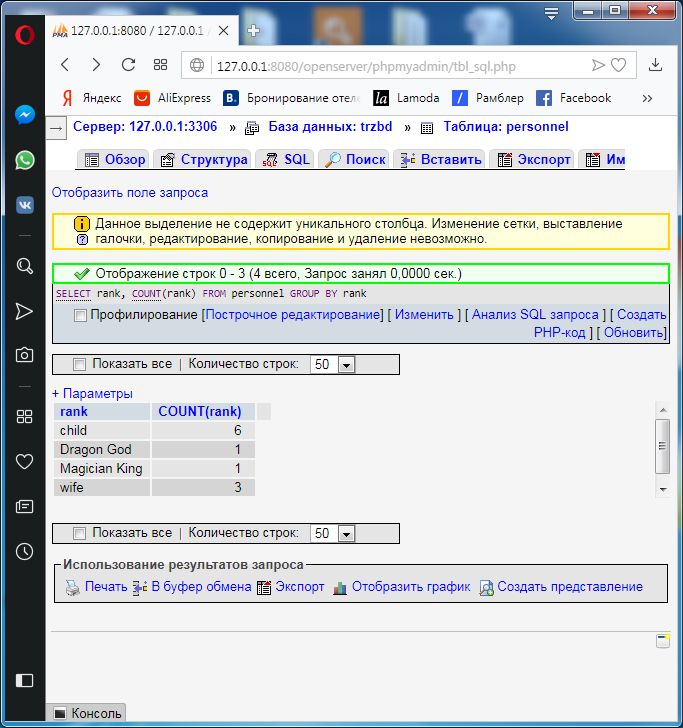 127.0.0.1:8080 / 127.0.0.1
127.0.0.1:8080/openserver/phpmyadmin/tbl_sql.php
Яндекс AliExpress Бронирование отеле Lamoda Рамблер Facebook »
Сервер: 127.0.0.1:3306 » База данных: trzbd » Таблица: personnel
Обзор Структура SQL Поиск Вставить Экспорт Им
Отобразить поле запроса
Данное выделение не содержит уникального столбца. Изменение сетки, выставление
галочки, редактирование, копирование и удаление невозможно.
Отображение строк 0 - 3 (4 всего, Запрос занял 0,0000 сек.)
SELECT rank, COUNT(rank) FROM personnel GROUP BY rank
Профилирование [Построчное редактирование] [ Изменить ] [ Анализ SQL запроса ] [ Создать
PHP-код ] [ Обновить]
Показать все | Количество строк: 50
+ Параметры
rank COUNT(rank)
child 6
Dragon God 1
Magician King 1
wife 3
Показать все | Количество строк: 50
Использование результатов запроса
Печать В буфер обмена Экспорт Отобразить график Создать представление
Консоль